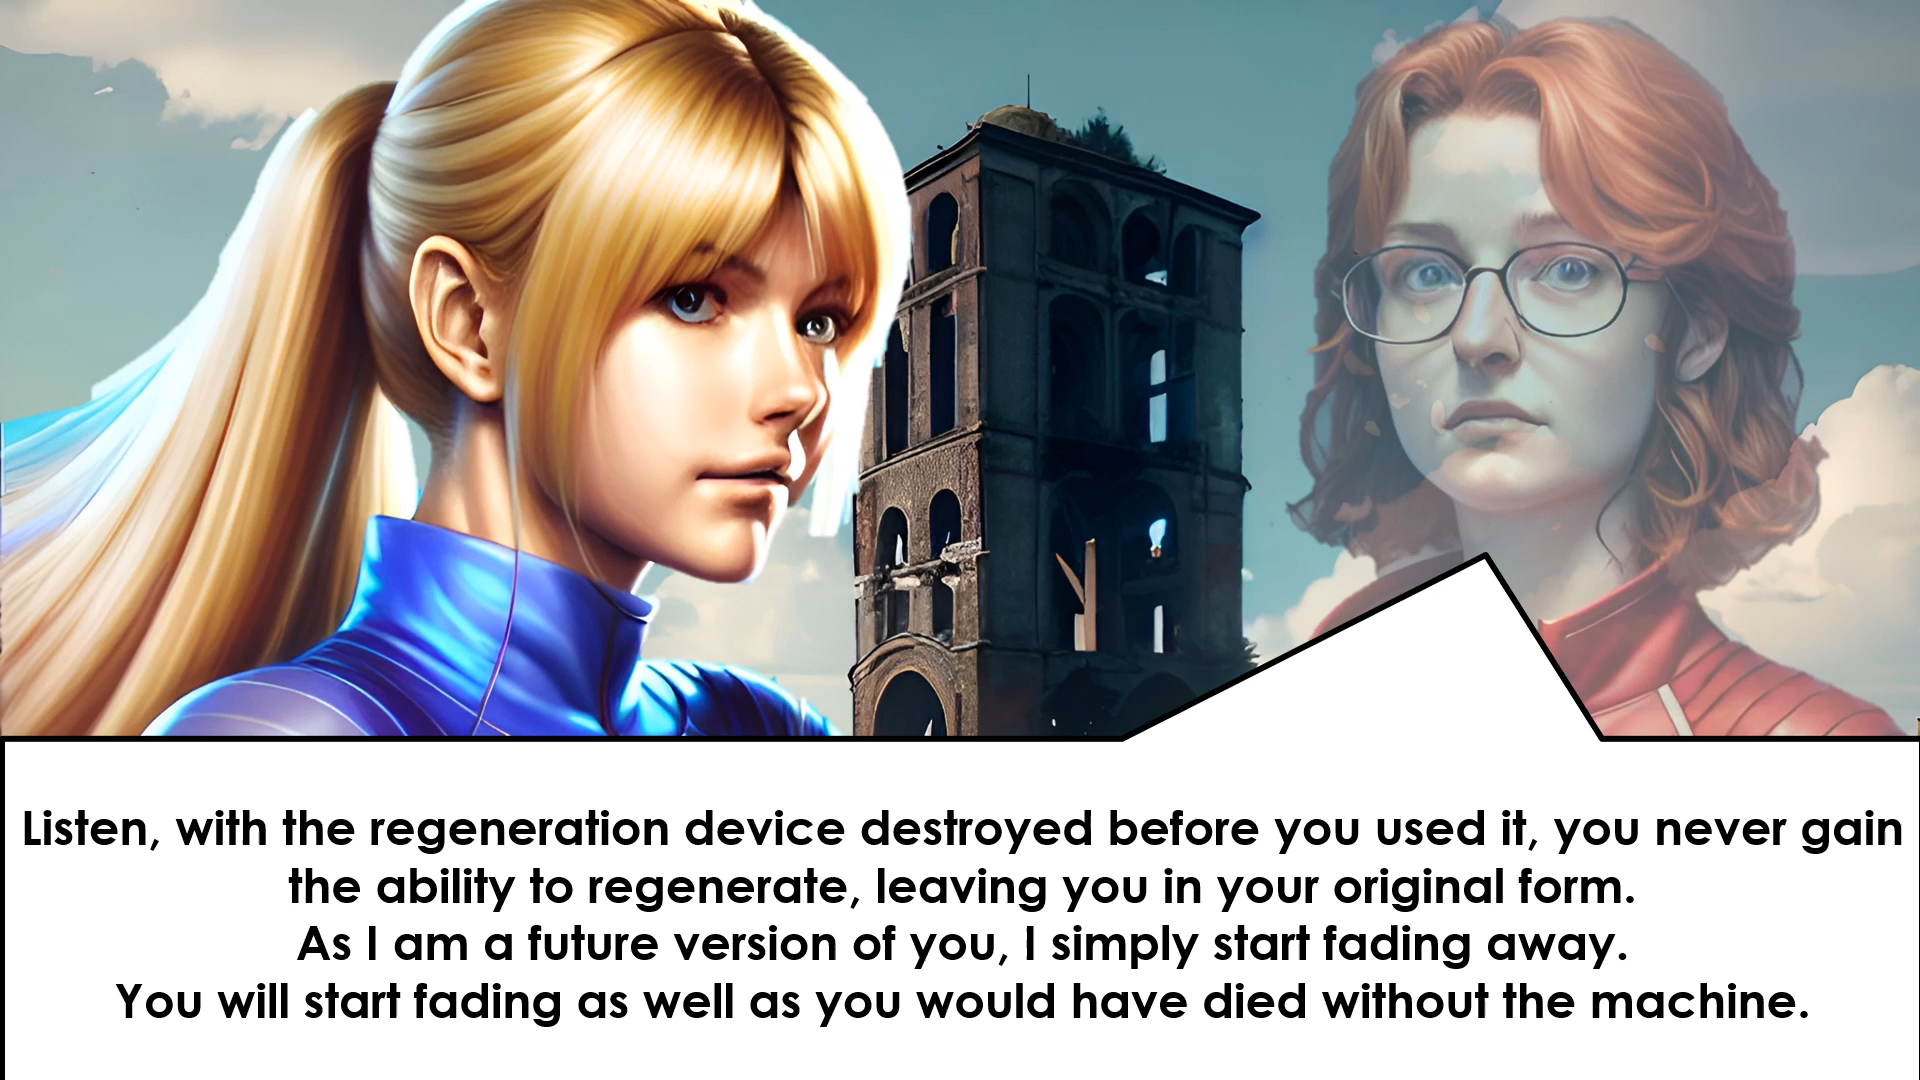 Listen, with the regeneration device destroyed before you used it, you never gain
the ability to regenerate, leaving you in your original form.
As I am a future version of you, I simply start fading away.
You will start fading as well as you would have died without the machine.